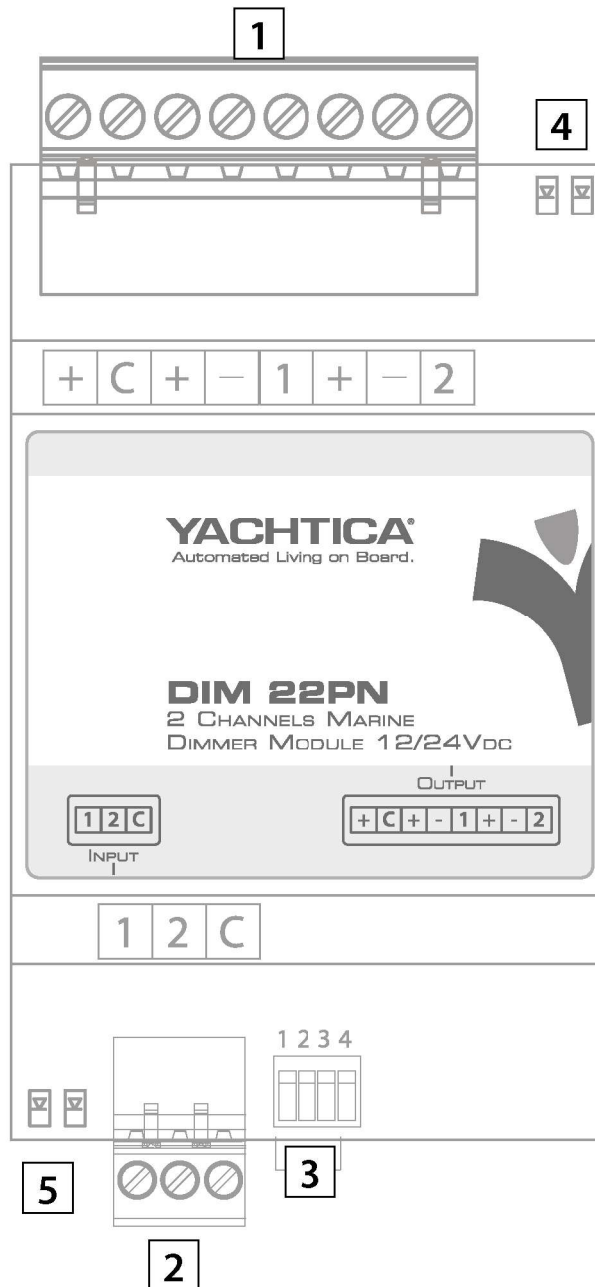 1
4
+ C + - 1 + - 2
YACHTICA®
Automated Living on Board.
DIM 22PN
2 CHANNELS MARINE
DIMMER MODULE 12/24VDC
OUTPUT
1 2 C
+ C + - 1 + - 2
INPUT
1 2 C
1 2 3 4
5
3
2